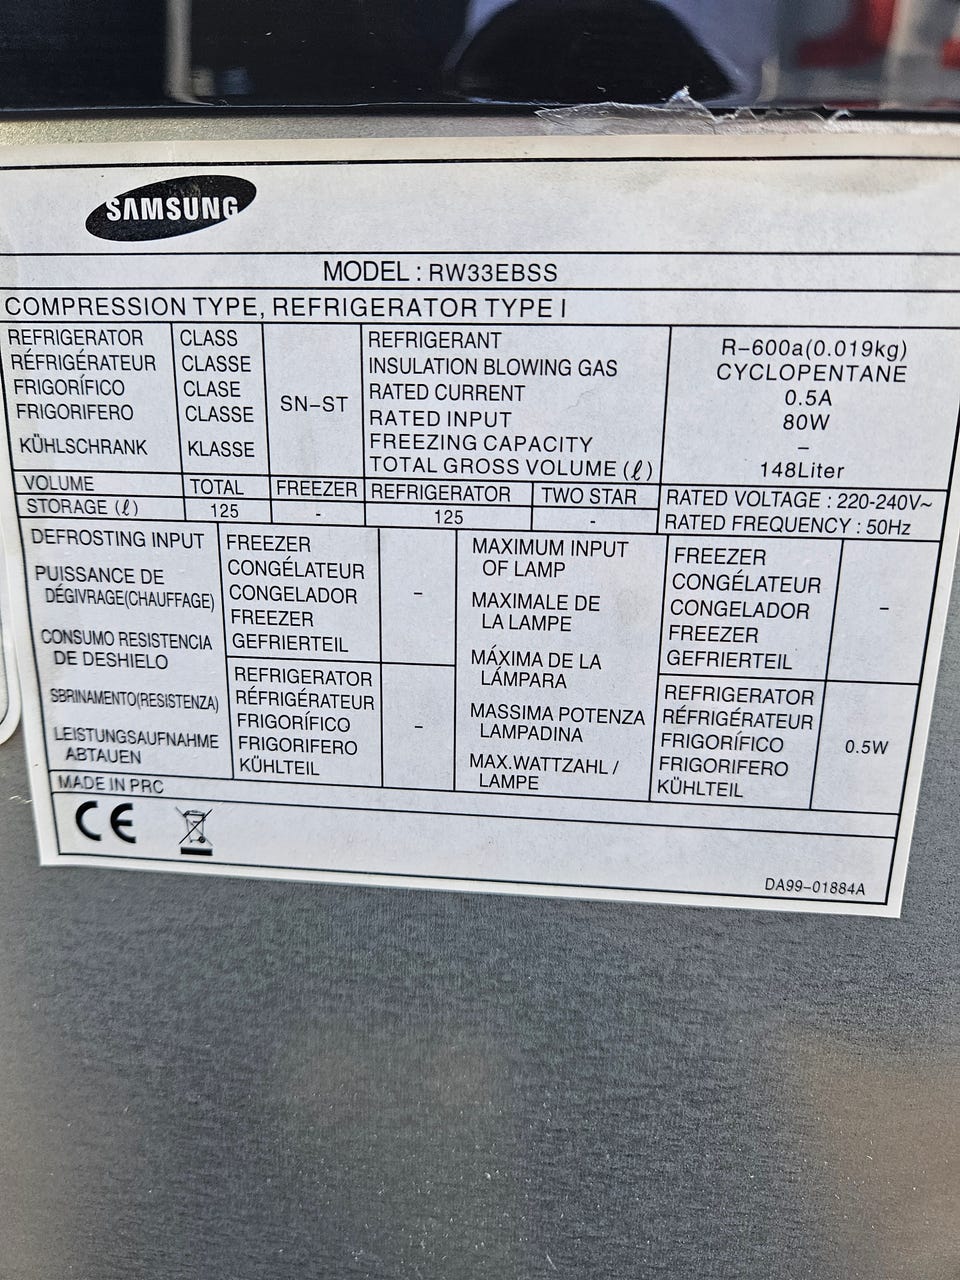 SAMSUNG
MODEL : RW33EBSS
COMPRESSION TYPE, REFRIGERATOR TYPE I
REFRIGERATOR
RÉFRIGÉRATEUR
FRIGORÍFICO
FRIGORIFERO
KÜHLSCHRANK
CLASS
CLASSE
CLASE
CLASSE
KLASSE
SN-ST
REFRIGERANT
INSULATION BLOWING GAS
RATED CURRENT
RATED INPUT
FREEZING CAPACITY
TOTAL GROSS VOLUME (ℓ)
R-600a(0.019kg)
CYCLOPENTANE
0.5A
80W
-
148Liter
VOLUME TOTAL FREEZER REFRIGERATOR TWO STAR
STORAGE (ℓ) 125 - 125 -
RATED VOLTAGE : 220-240V~
RATED FREQUENCY : 50Hz
DEFROSTING INPUT
PUISSANCE DE
DÉGIVRAGE(CHAUFFAGE)
CONSUMO RESISTENCIA
DE DESHIELO
SBRINAMENTO(RESISTENZA)
LEISTUNGSAUFNAHME
ABTAUEN
FREEZER
CONGÉLATEUR
CONGELADOR
FREEZER
GEFRIERTEIL
-
REFRIGERATOR
RÉFRIGÉRATEUR
FRIGORÍFICO
FRIGORIFERO
KÜHLTEIL
-
MAXIMUM INPUT
OF LAMP
MAXIMALE DE
LA LAMPE
MÁXIMA DE LA
LÁMPARA
MASSIMA POTENZA
LAMPADINA
MAX.WATTZAHL /
LAMPE
FREEZER
CONGÉLATEUR
CONGELADOR
FREEZER
GEFRIERTEIL
-
REFRIGERATOR
RÉFRIGÉRATEUR
FRIGORÍFICO
FRIGORIFERO
KÜHLTEIL
0.5W
MADE IN PRC
CE
DA99-01884A